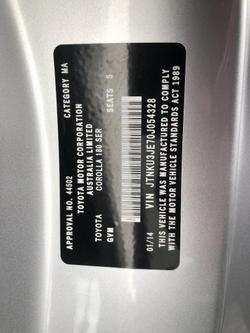 APPROVAL NO. 44502 CATEGORY MA
TOYOTA MOTOR CORPORATION
AUSTRALIA LIMITED
COROLLA 180 SER SEATS 5
TOYOTA
GVM
01/14 VIN JTNKU3JE70J054328
THIS VEHICLE WAS MANUFACTURED TO COMPLY
WITH THE MOTOR VEHICLE STANDARDS ACT 1989